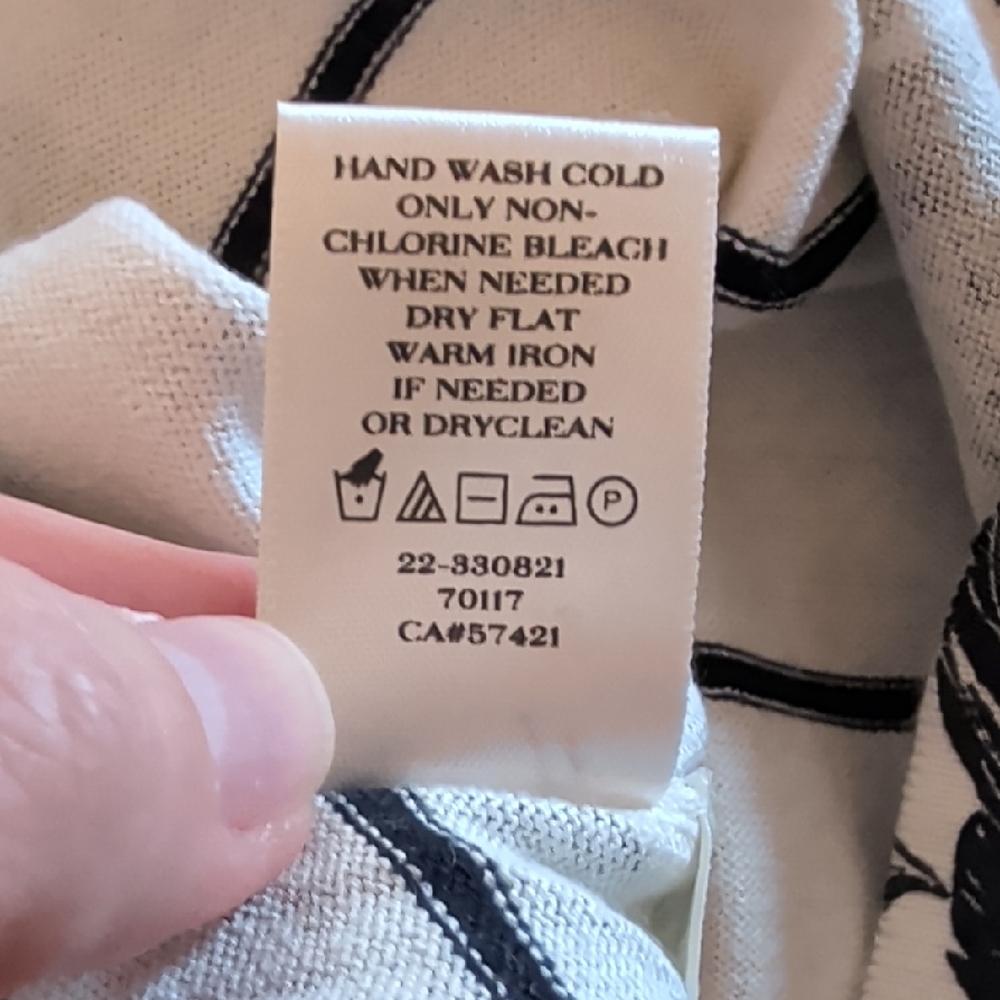 HAND WASH COLD
ONLY NON-
CHLORINE BLEACH
WHEN NEEDED
DRY FLAT
WARM IRON
IF NEEDED
OR DRYCLEAN
P
22-330821
70117
CA#57421